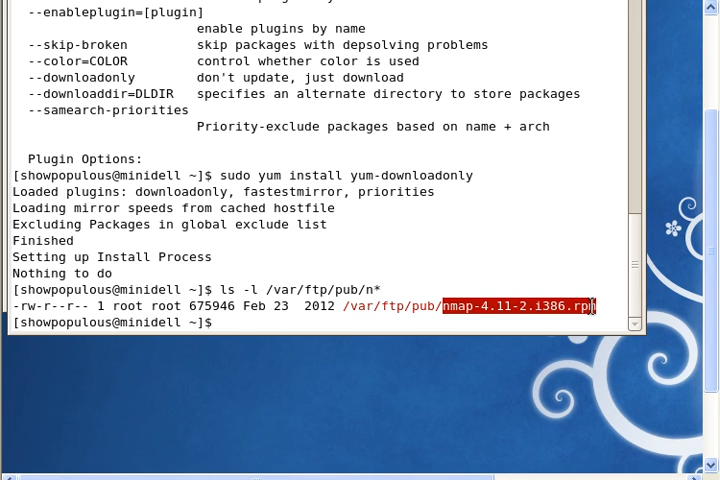 --enableplugin=[plugin]
enable plugins by name
--skip-broken skip packages with depsolving problems
--color=COLOR control whether color is used
--downloadonly don't update, just download
--downloaddir=DLDIR specifies an alternate directory to store packages
--samearch-priorities
Priority-exclude packages based on name + arch
Plugin Options:
[showpopulous@minidell ~]$ sudo yum install yum-downloadonly
Loaded plugins: downloadonly, fastestmirror, priorities
Loading mirror speeds from cached hostfile
Excluding Packages in global exclude list
Finished
Setting up Install Process
Nothing to do
[showpopulous@minidell ~]$ ls -l /var/ftp/pub/n*
-rw-r--r-- 1 root root 675946 Feb 23  2012 /var/ftp/pub/nmap-4.11-2.i386.rpm
[showpopulous@minidell ~]$